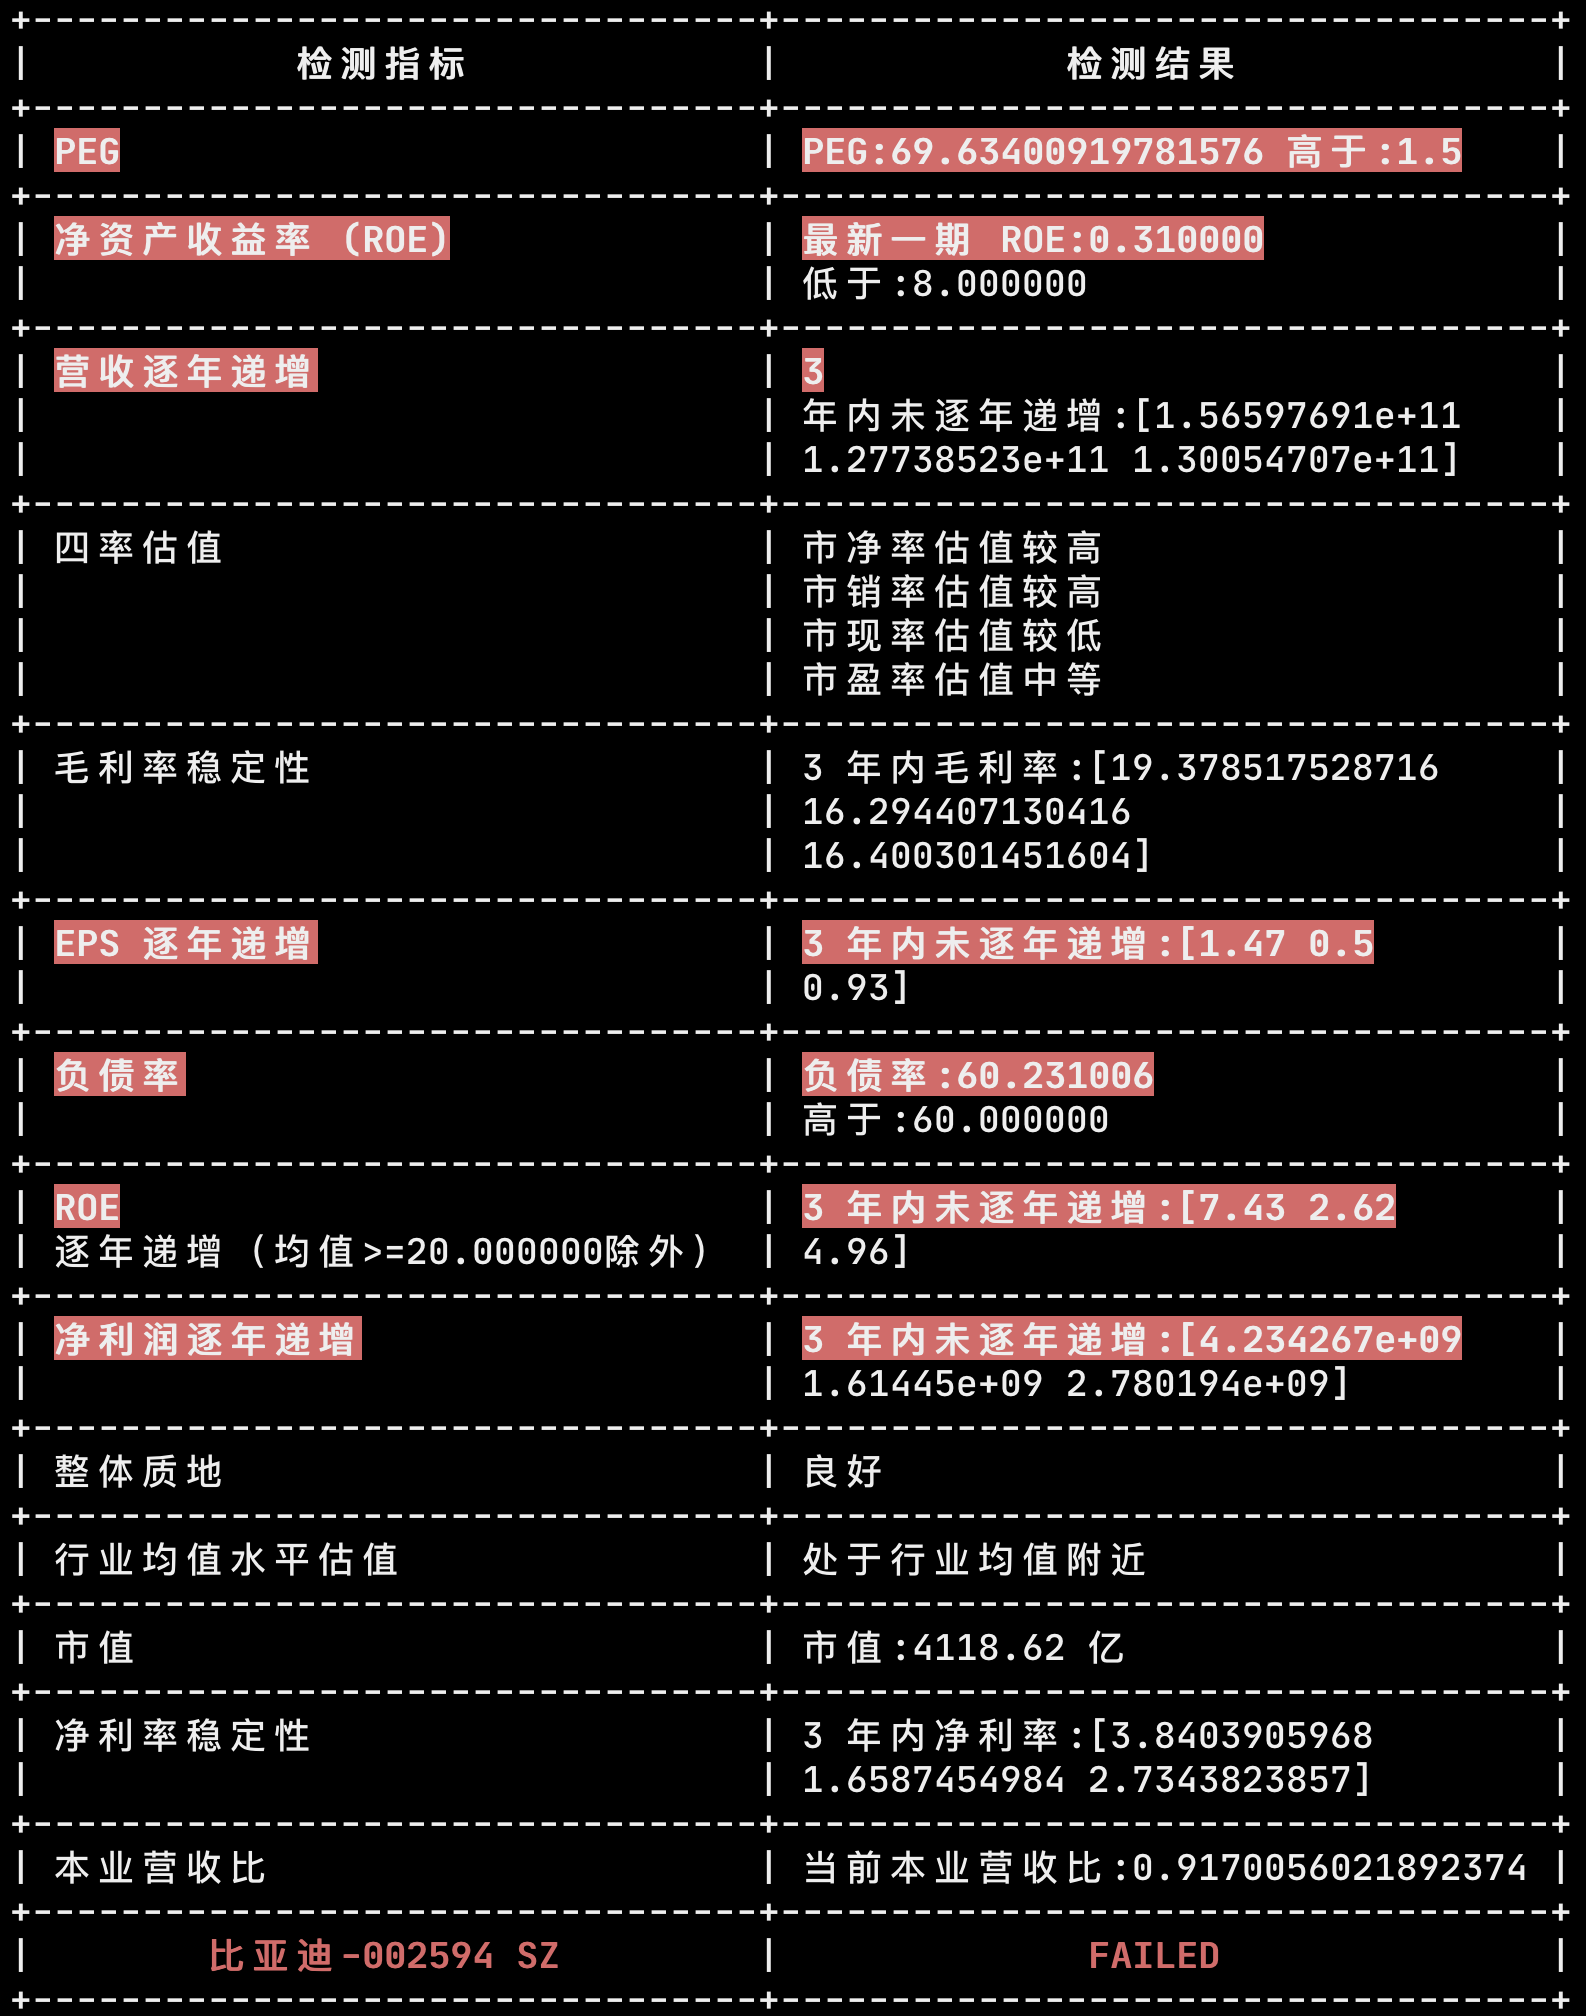 检测指标 检测结果
PEG PEG:69.63400919781576 高于:1.5
净资产收益率 (ROE) 最新一期 ROE:0.310000
低于:8.000000
营收逐年递增 3
年内未逐年递增:[1.56597691e+11
1.27738523e+11 1.30054707e+11]
四率估值 市净率估值较高
市销率估值较高
市现率估值较低
市盈率估值中等
毛利率稳定性 3 年内毛利率:[19.378517528716
16.294407130416
16.400301451604]
EPS 逐年递增 3 年内未逐年递增:[1.47 0.5
0.93]
负债率 负债率:60.231006
高于:60.000000
ROE 3 年内未逐年递增:[7.43 2.62
逐年递增 (均值>=20.000000除外) 4.96]
净利润逐年递增 3 年内未逐年递增:[4.234267e+09
1.61445e+09 2.780194e+09]
整体质地 良好
行业均值水平估值 处于行业均值附近
市值 市值:4118.62 亿
净利率稳定性 3 年内净利率:[3.8403905968
1.6587454984 2.7343823857]
本业营收比 当前本业营收比:0.9170056021892374
比亚迪-002594 SZ FAILED